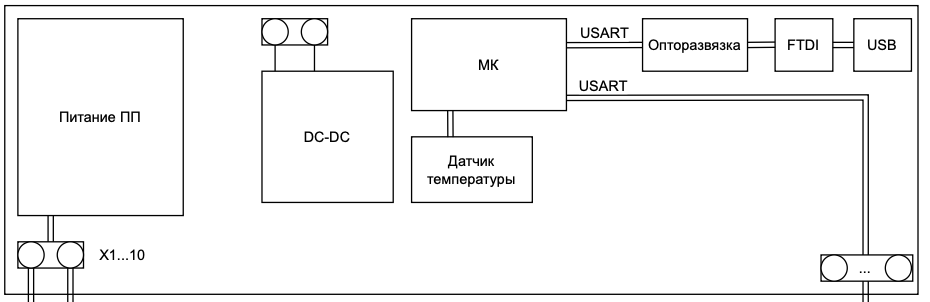 USART
Опторазвязка
FTDI
USB
МК
USART
Питание ПП
DC-DC
Датчик
температуры
X1...10
...